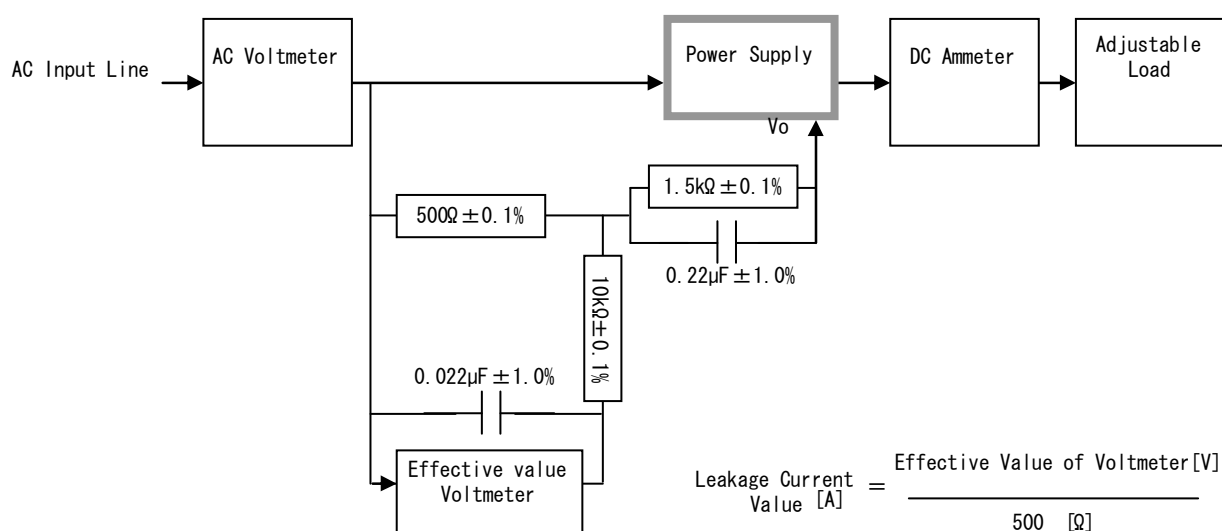 AC Input Line
AC Voltmeter
Power Supply
DC Ammeter
Adjustable
Load
Vo
500Ω±0.1%
1.5kΩ±0.1%
0.22μF±1.0%
10kΩ±0.1%
0.022μF±1.0%
Effective value
Voltmeter
Leakage Current
Value [A]
=
Effective Value of Voltmeter[V]
500 [Ω]